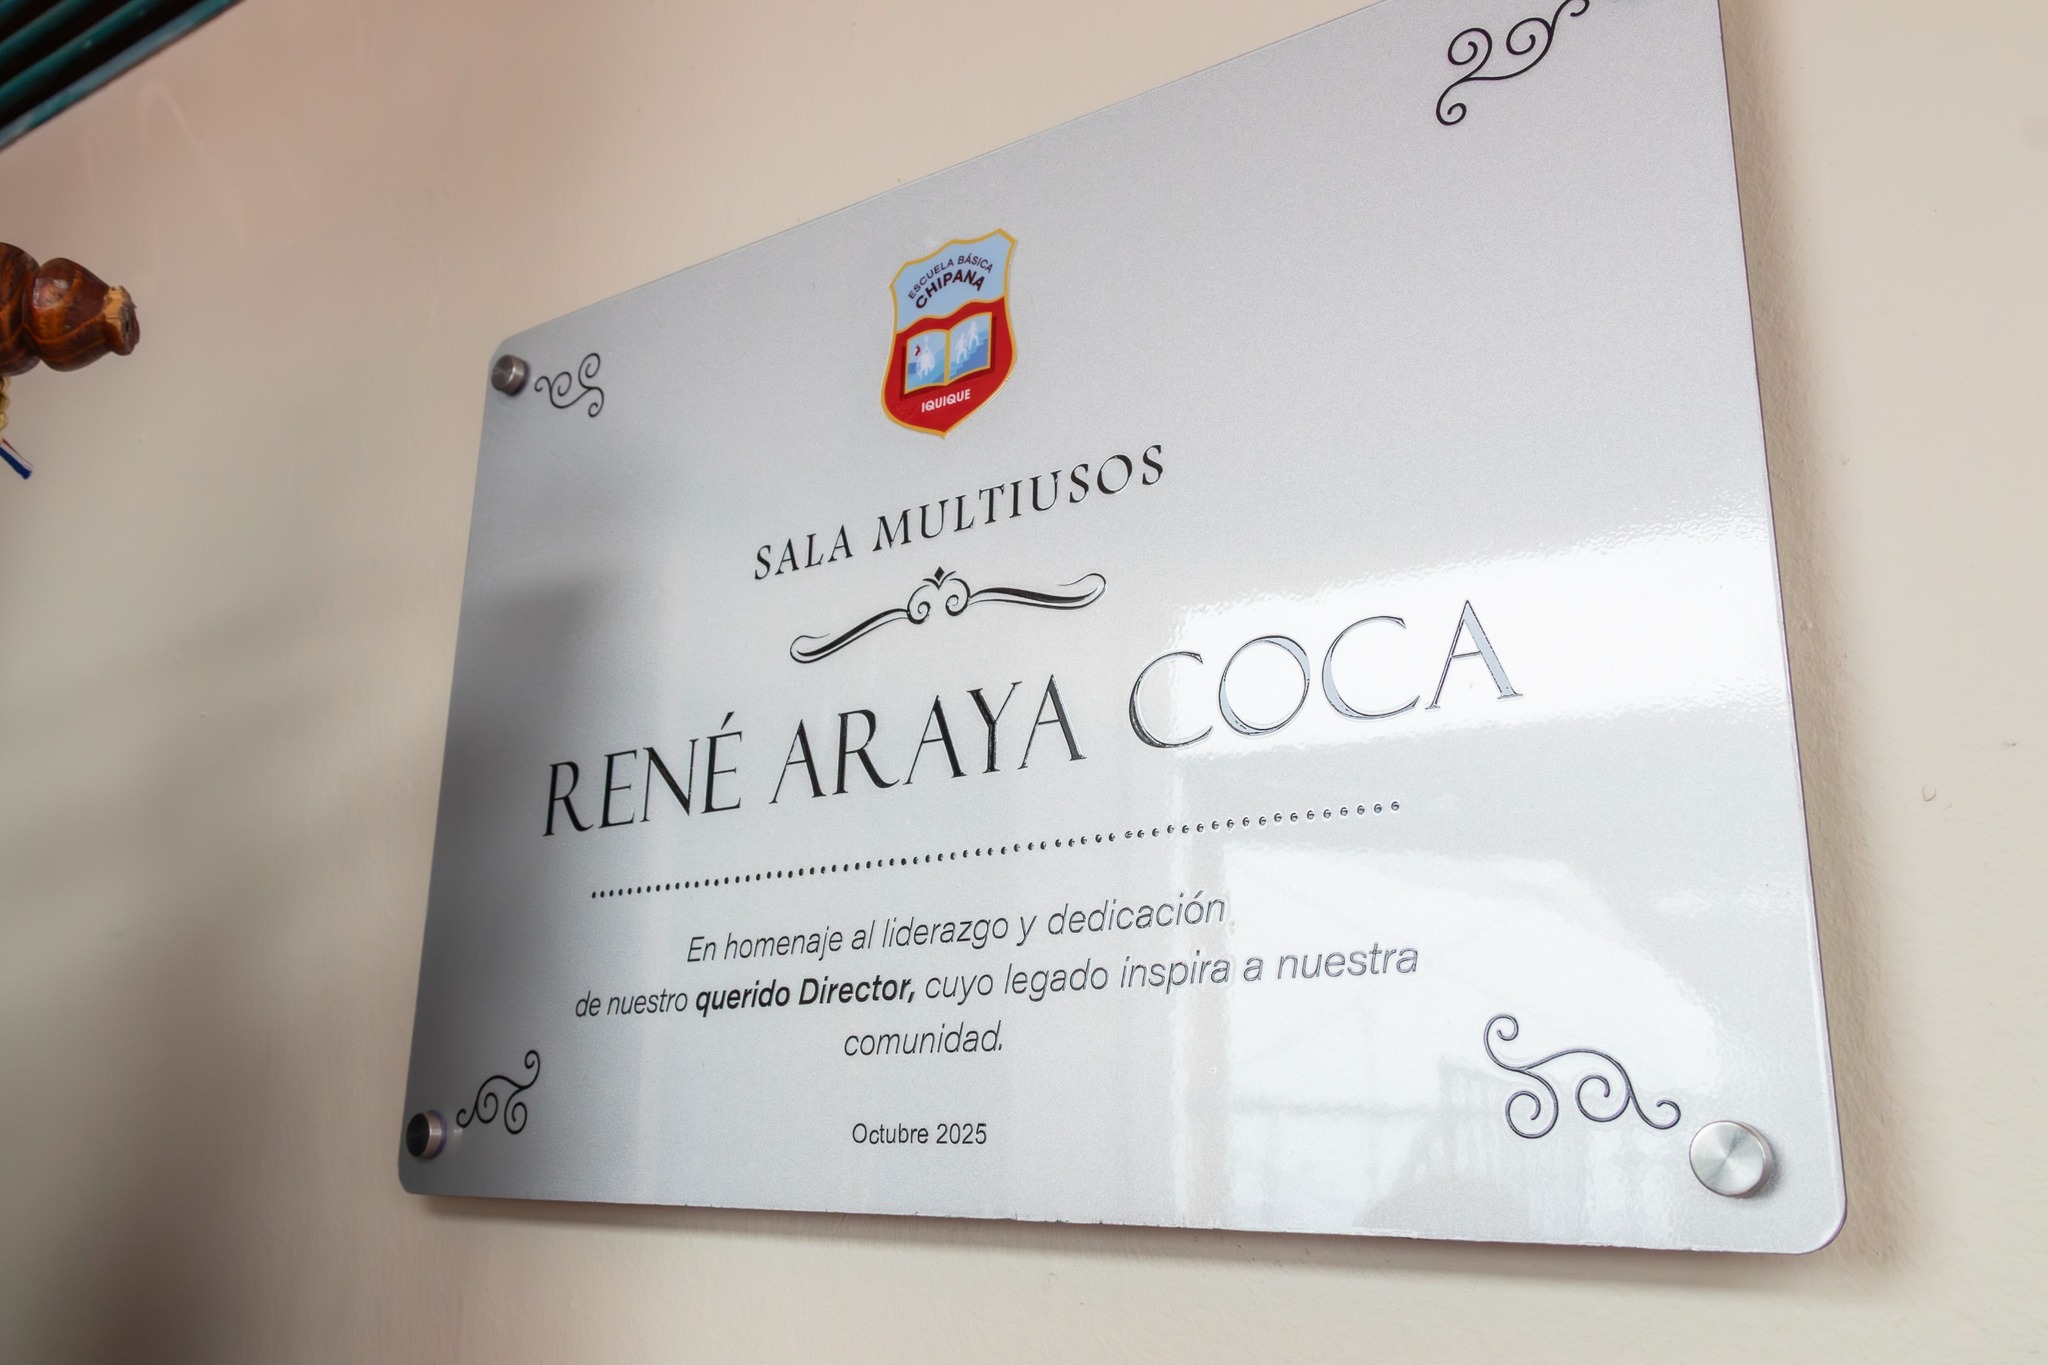 ESCUELA BÁSICA
CHIPANA
IQUIQUE
SALA MULTIUSOS
RENÉ ARAYA COCA
En homenaje al liderazgo y dedicación
de nuestro querido Director, cuyo legado inspira a nuestra
comunidad.
Octubre 2025